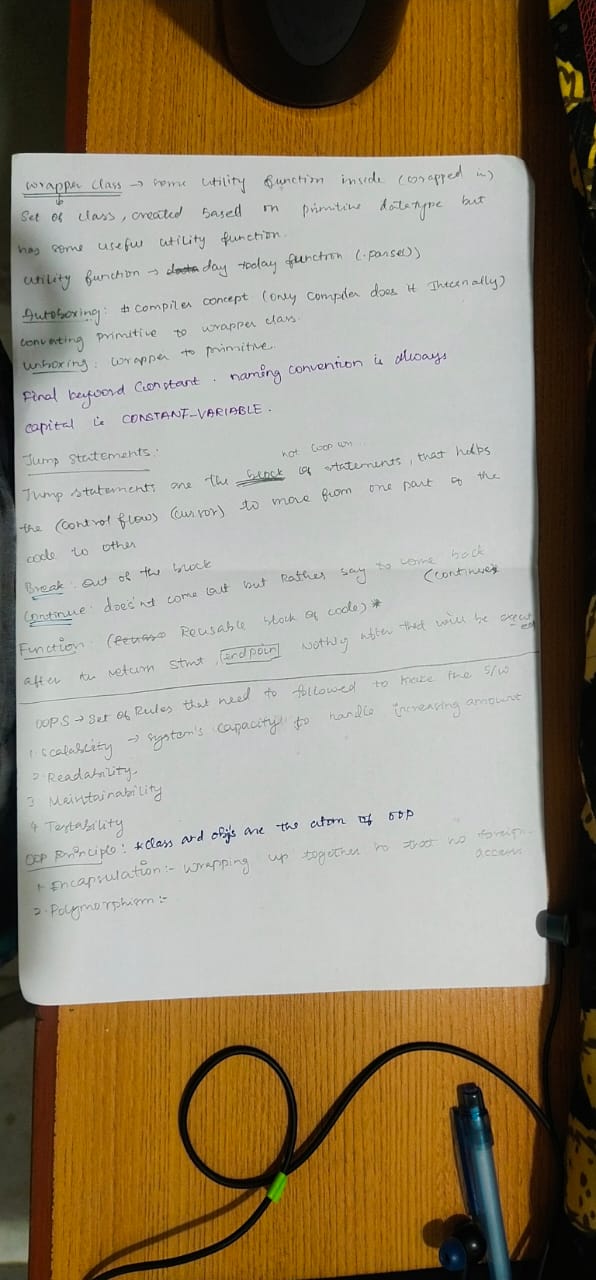 Wrapper class → some utility function inside (wrapped in)
Set of class, created based on primitive datatype but
has some useful utility function.
utility function → day today function (.parse())
Autoboxing: compiler concept (only compiler does it Internally)
converting primitive to wrapper class.
Unboxing: wrapper to primitive.
Final keyword Constant. naming convention is always
capital ie CONSTANT-VARIABLE.
Jump Statements:
not loop
Jump statements are the block of statements, that helps
the (control flows) (cursor) to move from one part of the
code to other
Break: out of the block
Continue: does'nt come out but Rather say to come back
(continue)
Function: Reusable block of code)*
after the return stmt, endpoint Nothing after that will be executed
OOPS → Set of Rules that need to followed to make the S/W
1. Scalability → system's capacity to handle increasing amount
2. Readability.
3 Maintainability
4 Testability
OOP Principle: *class and objs are the atom of OOP
1. Encapsulation:- wrapping up together so that no foreign
access
2. Polymorphism:-